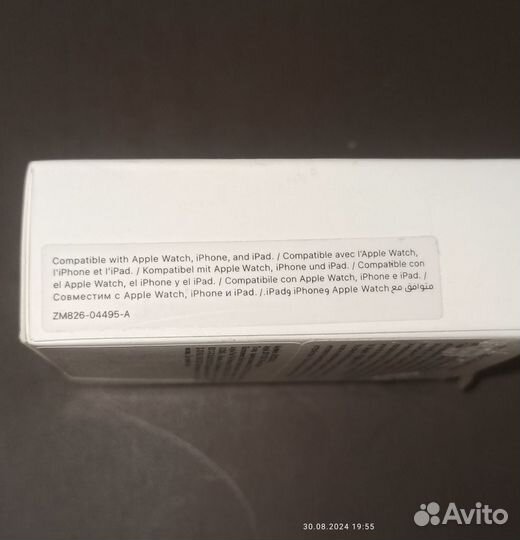 Compatible with Apple Watch, iPhone, and iPad. / Compatible avec l'Apple Watch,
l'iPhone et l'iPad. / Kompatibel mit Apple Watch, iPhone und iPad. / Compatible con
el Apple Watch, el iPhone y el iPad. / Compatibile con Apple Watch, iPhone e iPad. /
Совместим с Apple Watch, iPhone и iPad. / متوافق مع Apple Watch وiPhone وiPad.
ZM826-04495-A
30.08.2024 19:55
Avito